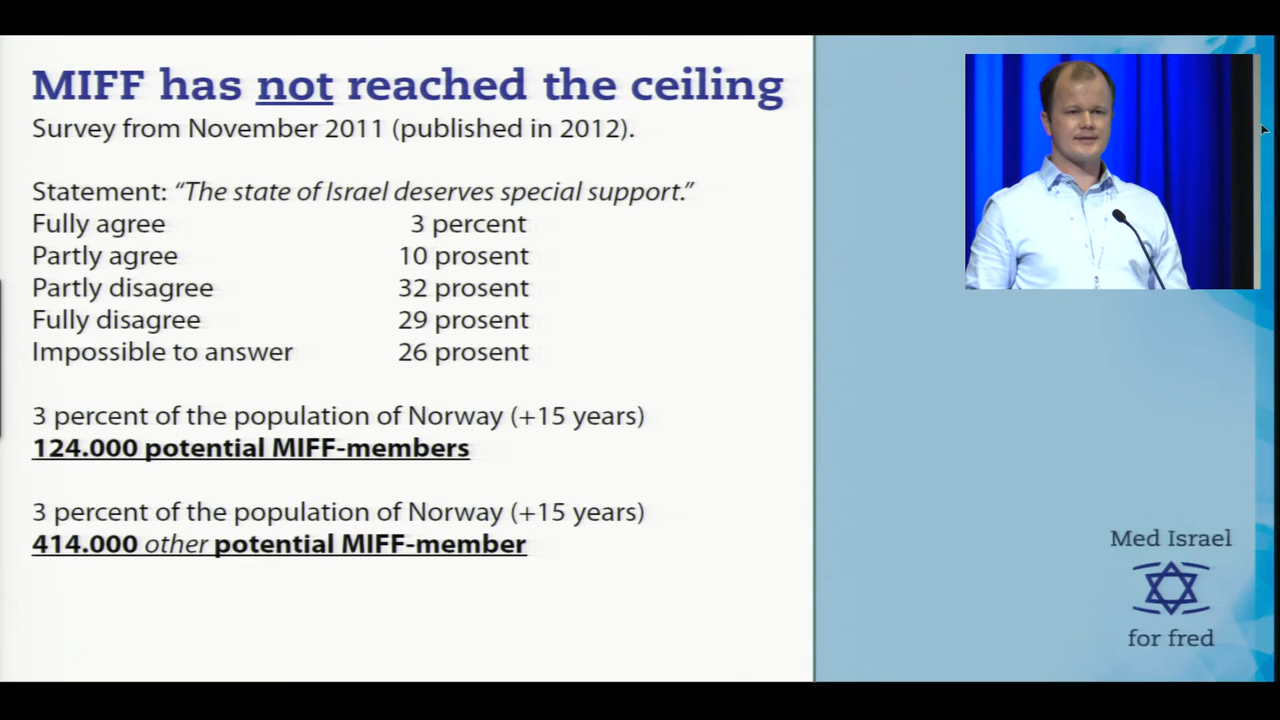 MIFF has not reached the ceiling
Survey from November 2011 (published in 2012).
Statement: “The state of Israel deserves special support.”
Fully agree 3 percent
Partly agree 10 prosent
Partly disagree 32 prosent
Fully disagree 29 prosent
Impossible to answer 26 prosent
3 percent of the population of Norway (+15 years)
124.000 potential MIFF-members
3 percent of the population of Norway (+15 years)
414.000 other potential MIFF-member
Med Israel
for fred